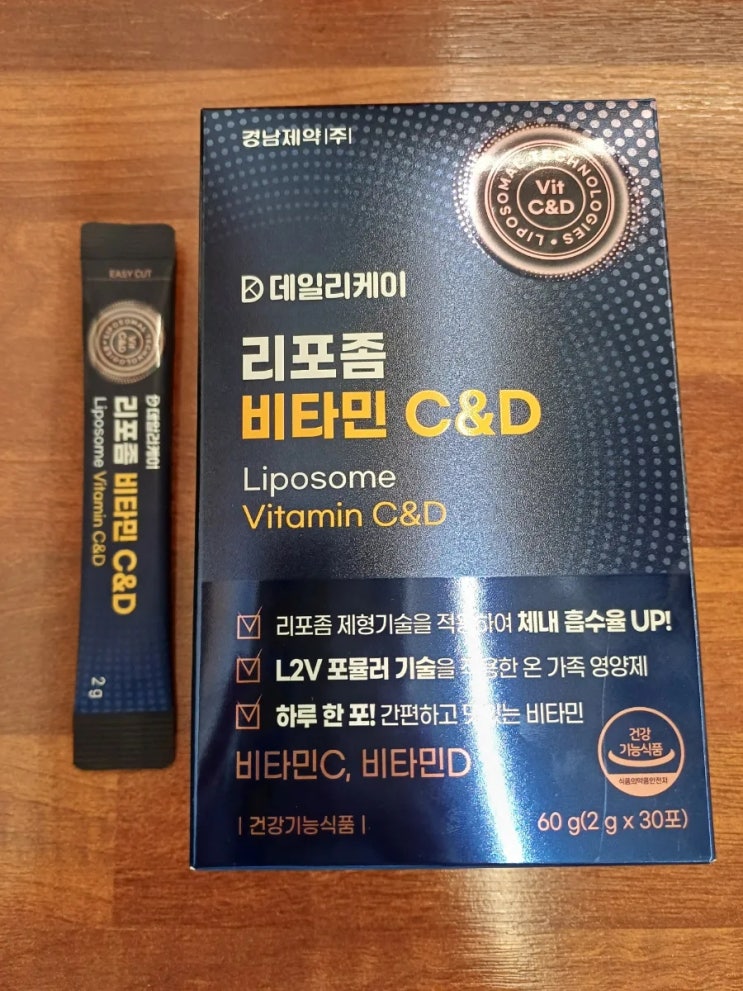 경남제약(주)
LIPOSOMAL TECHNOLOGIES
Vit
C&D
데일리케이
리포좀
비타민 C&D
Liposome
Vitamin C&D
리포좀 제형기술을 적용하여 체내 흡수율 UP!
L2V 포뮬러 기술을 적용한 온 가족 영양제
하루 한 포! 간편하고 맛있는 비타민
비타민C, 비타민D
건강
기능식품
식품의약품안전처
| 건강기능식품 |
60 g(2 g x 30포)
EASY CUT
Vit
C&D
데일리케이
리포좀 비타민 C&D
Liposome Vitamin C&D
2 g